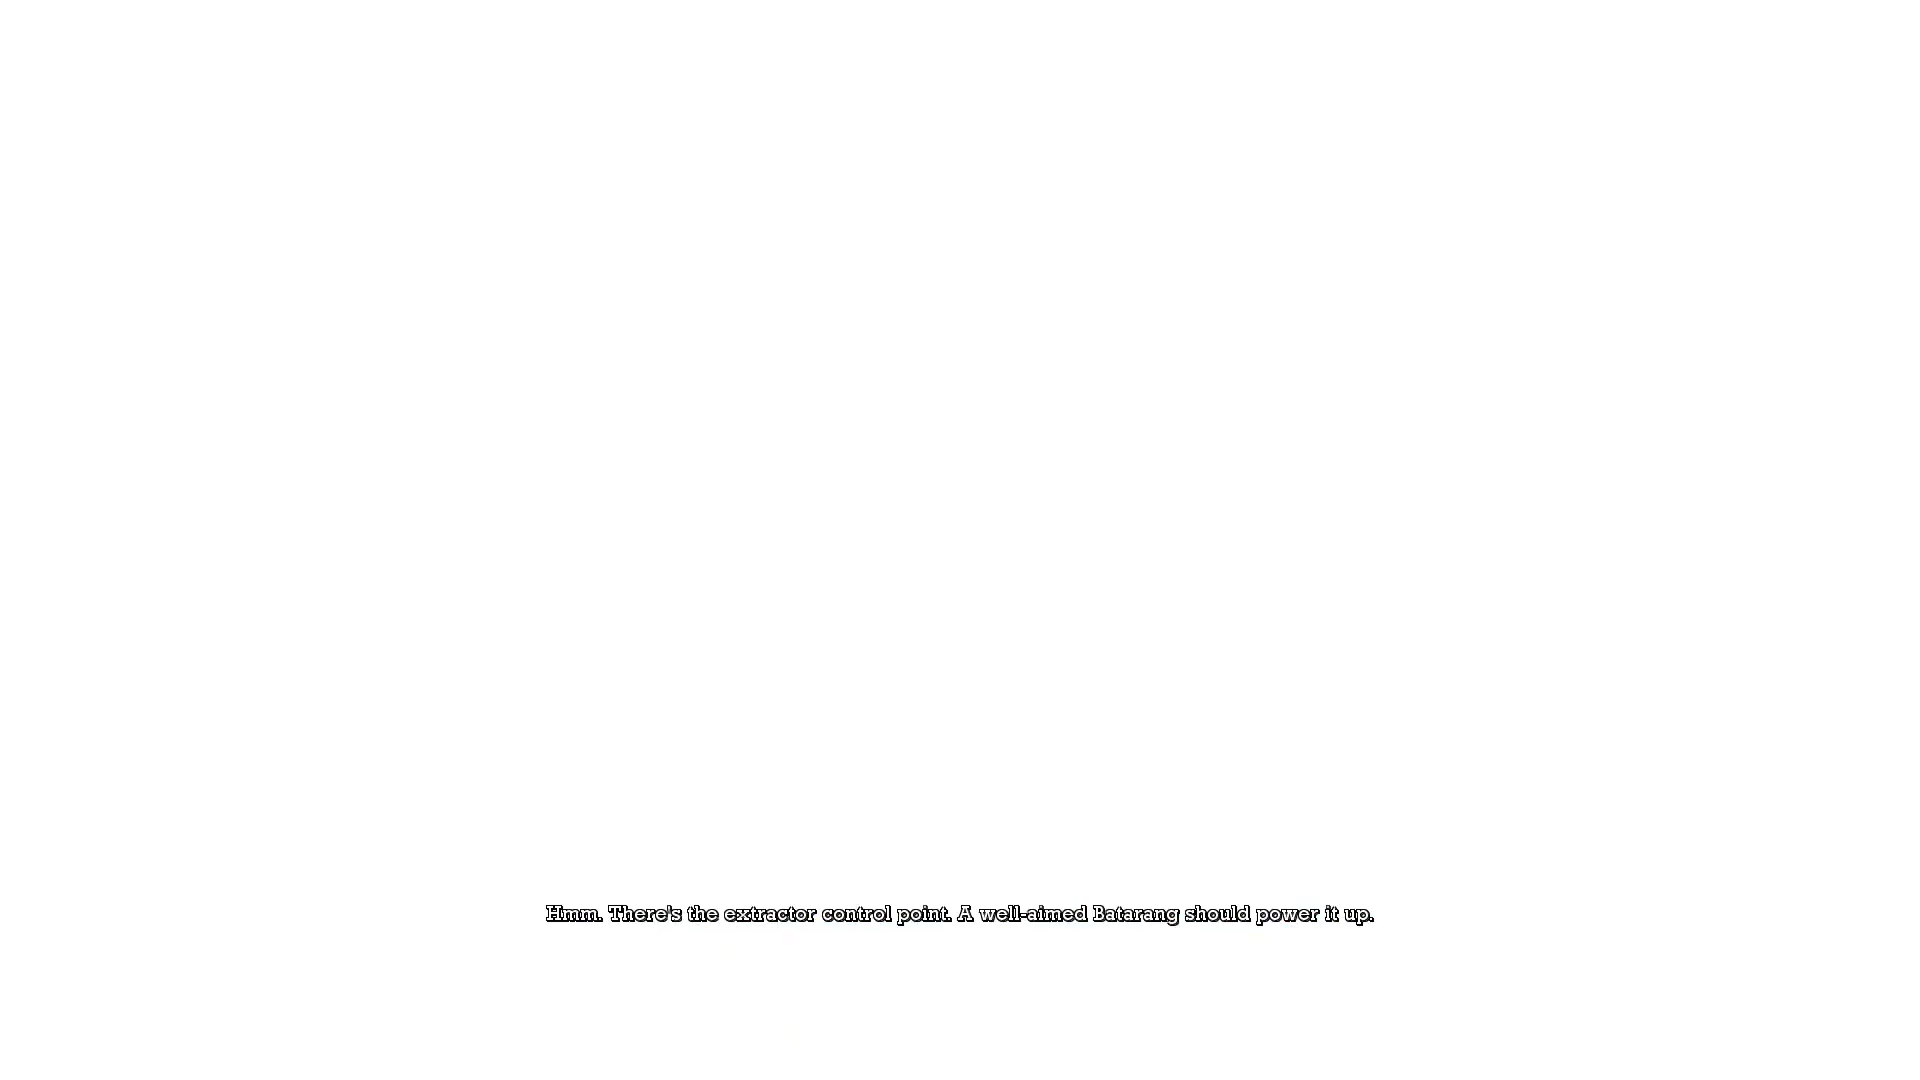 Hmm. There's the extractor control point. A well-aimed Batarang should power it up.